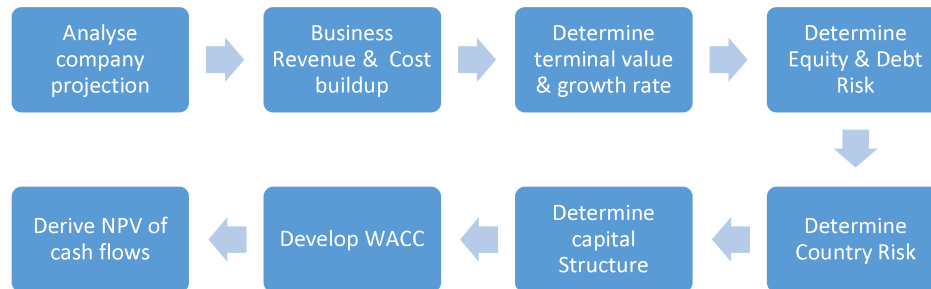 Analyse
company
projection
Business
Revenue & Cost
buildup
Determine
terminal value
& growth rate
Determine
Equity & Debt
Risk
Determine
Country Risk
Determine
capital
Structure
Develop WACC
Derive NPV of
cash flows